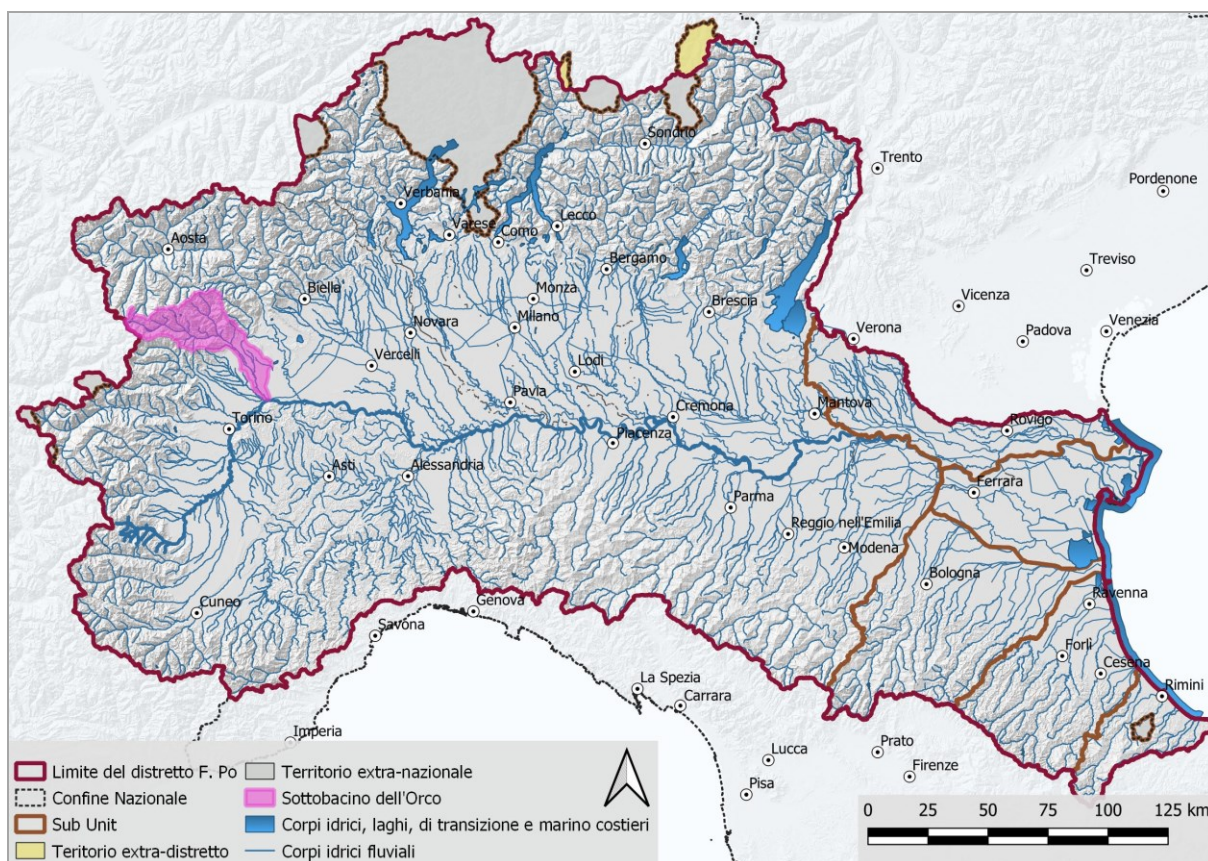 Sondrio
Trento
Pordenone
Verbania
Varese
Como
Lecco
Aosta
Bergamo
Treviso
Biella
Monza
Brescia
Vicenza
Novara
Milano
Verona
Padova
Venezia
Vercelli
Lodi
Pavia
Cremona
Mantova
Torino
Piacenza
Rovigo
Asti
Alessandria
Ferrara
Parma
Reggio nell'Emilia
Modena
Bologna
Cuneo
Genova
Ravenna
Savona
Forlì
Cesena
La Spezia
Carrara
Rimini
Imperia
Lucca
Prato
Firenze
Pisa
Limite del distretto F. Po
Confine Nazionale
Sub Unit
Territorio extra-distretto
Territorio extra-nazionale
Sottobacino dell'Orco
Corpi idrici, laghi, di transizione e marino costieri
Corpi idrici fluviali
0 25 50 75 100 125 km